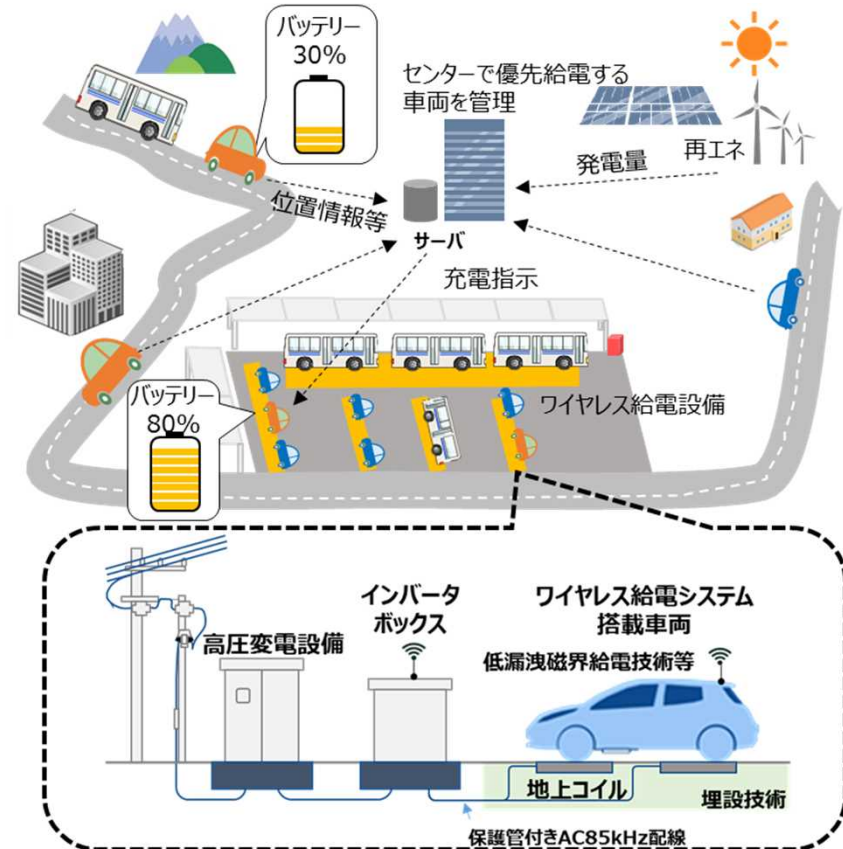 バッテリー
30%
センターで優先給電する
車両を管理
発電量
再エネ
位置情報等
サーバ
充電指示
バッテリー
80%
ワイヤレス給電設備
高圧変電設備
インバータ
ボックス
ワイヤレス給電システム
搭載車両
低漏洩磁界給電技術等
地上コイル
埋設技術
保護管付きAC85kHz配線